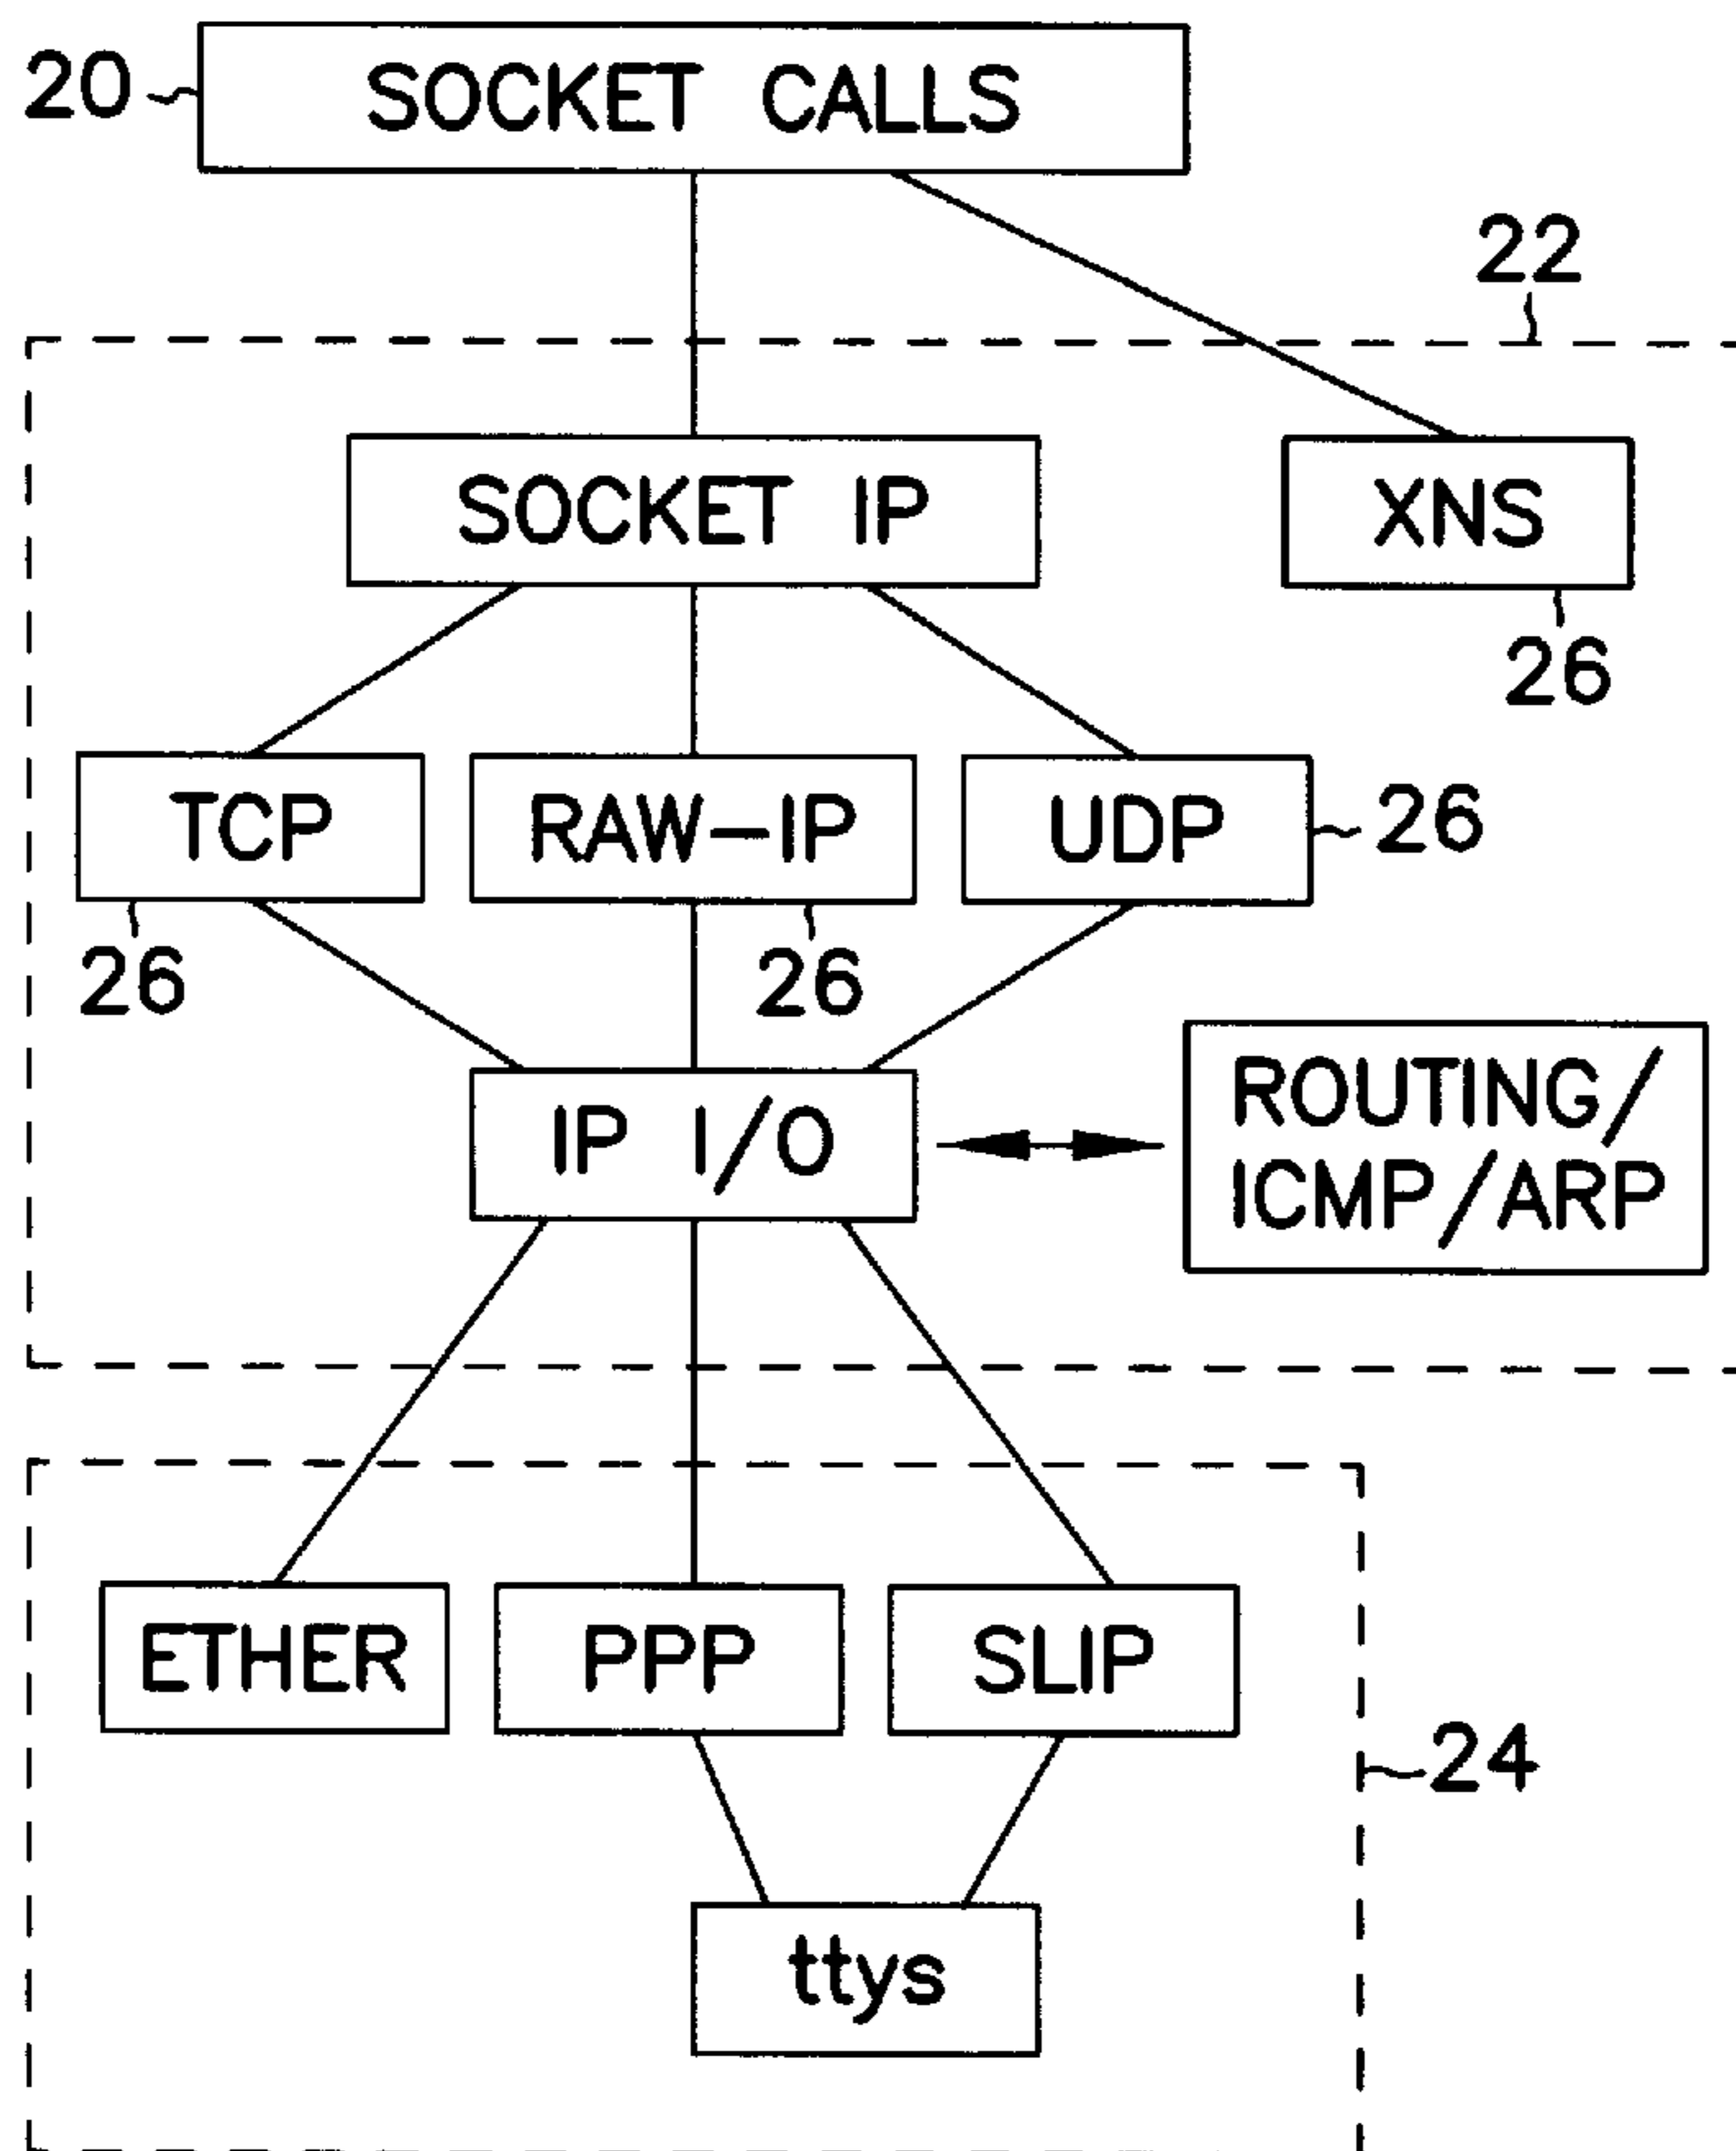 20
SOCKET CALLS
22
SOCKET IP
XNS
26
TCP
RAW-IP
UDP
26
26
26
IP I/O
ROUTING/
ICMP/ARP
ETHER
PPP
SLIP
24
ttys